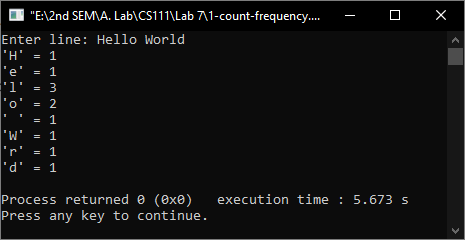 "E:\2nd SEM\A. Lab\CS111\Lab 7\1-count-frequency....
Enter line: Hello World
'H' = 1
'e' = 1
'l' = 3
'o' = 2
' ' = 1
'W' = 1
'r' = 1
'd' = 1
Process returned 0 (0x0)   execution time : 5.673 s
Press any key to continue.